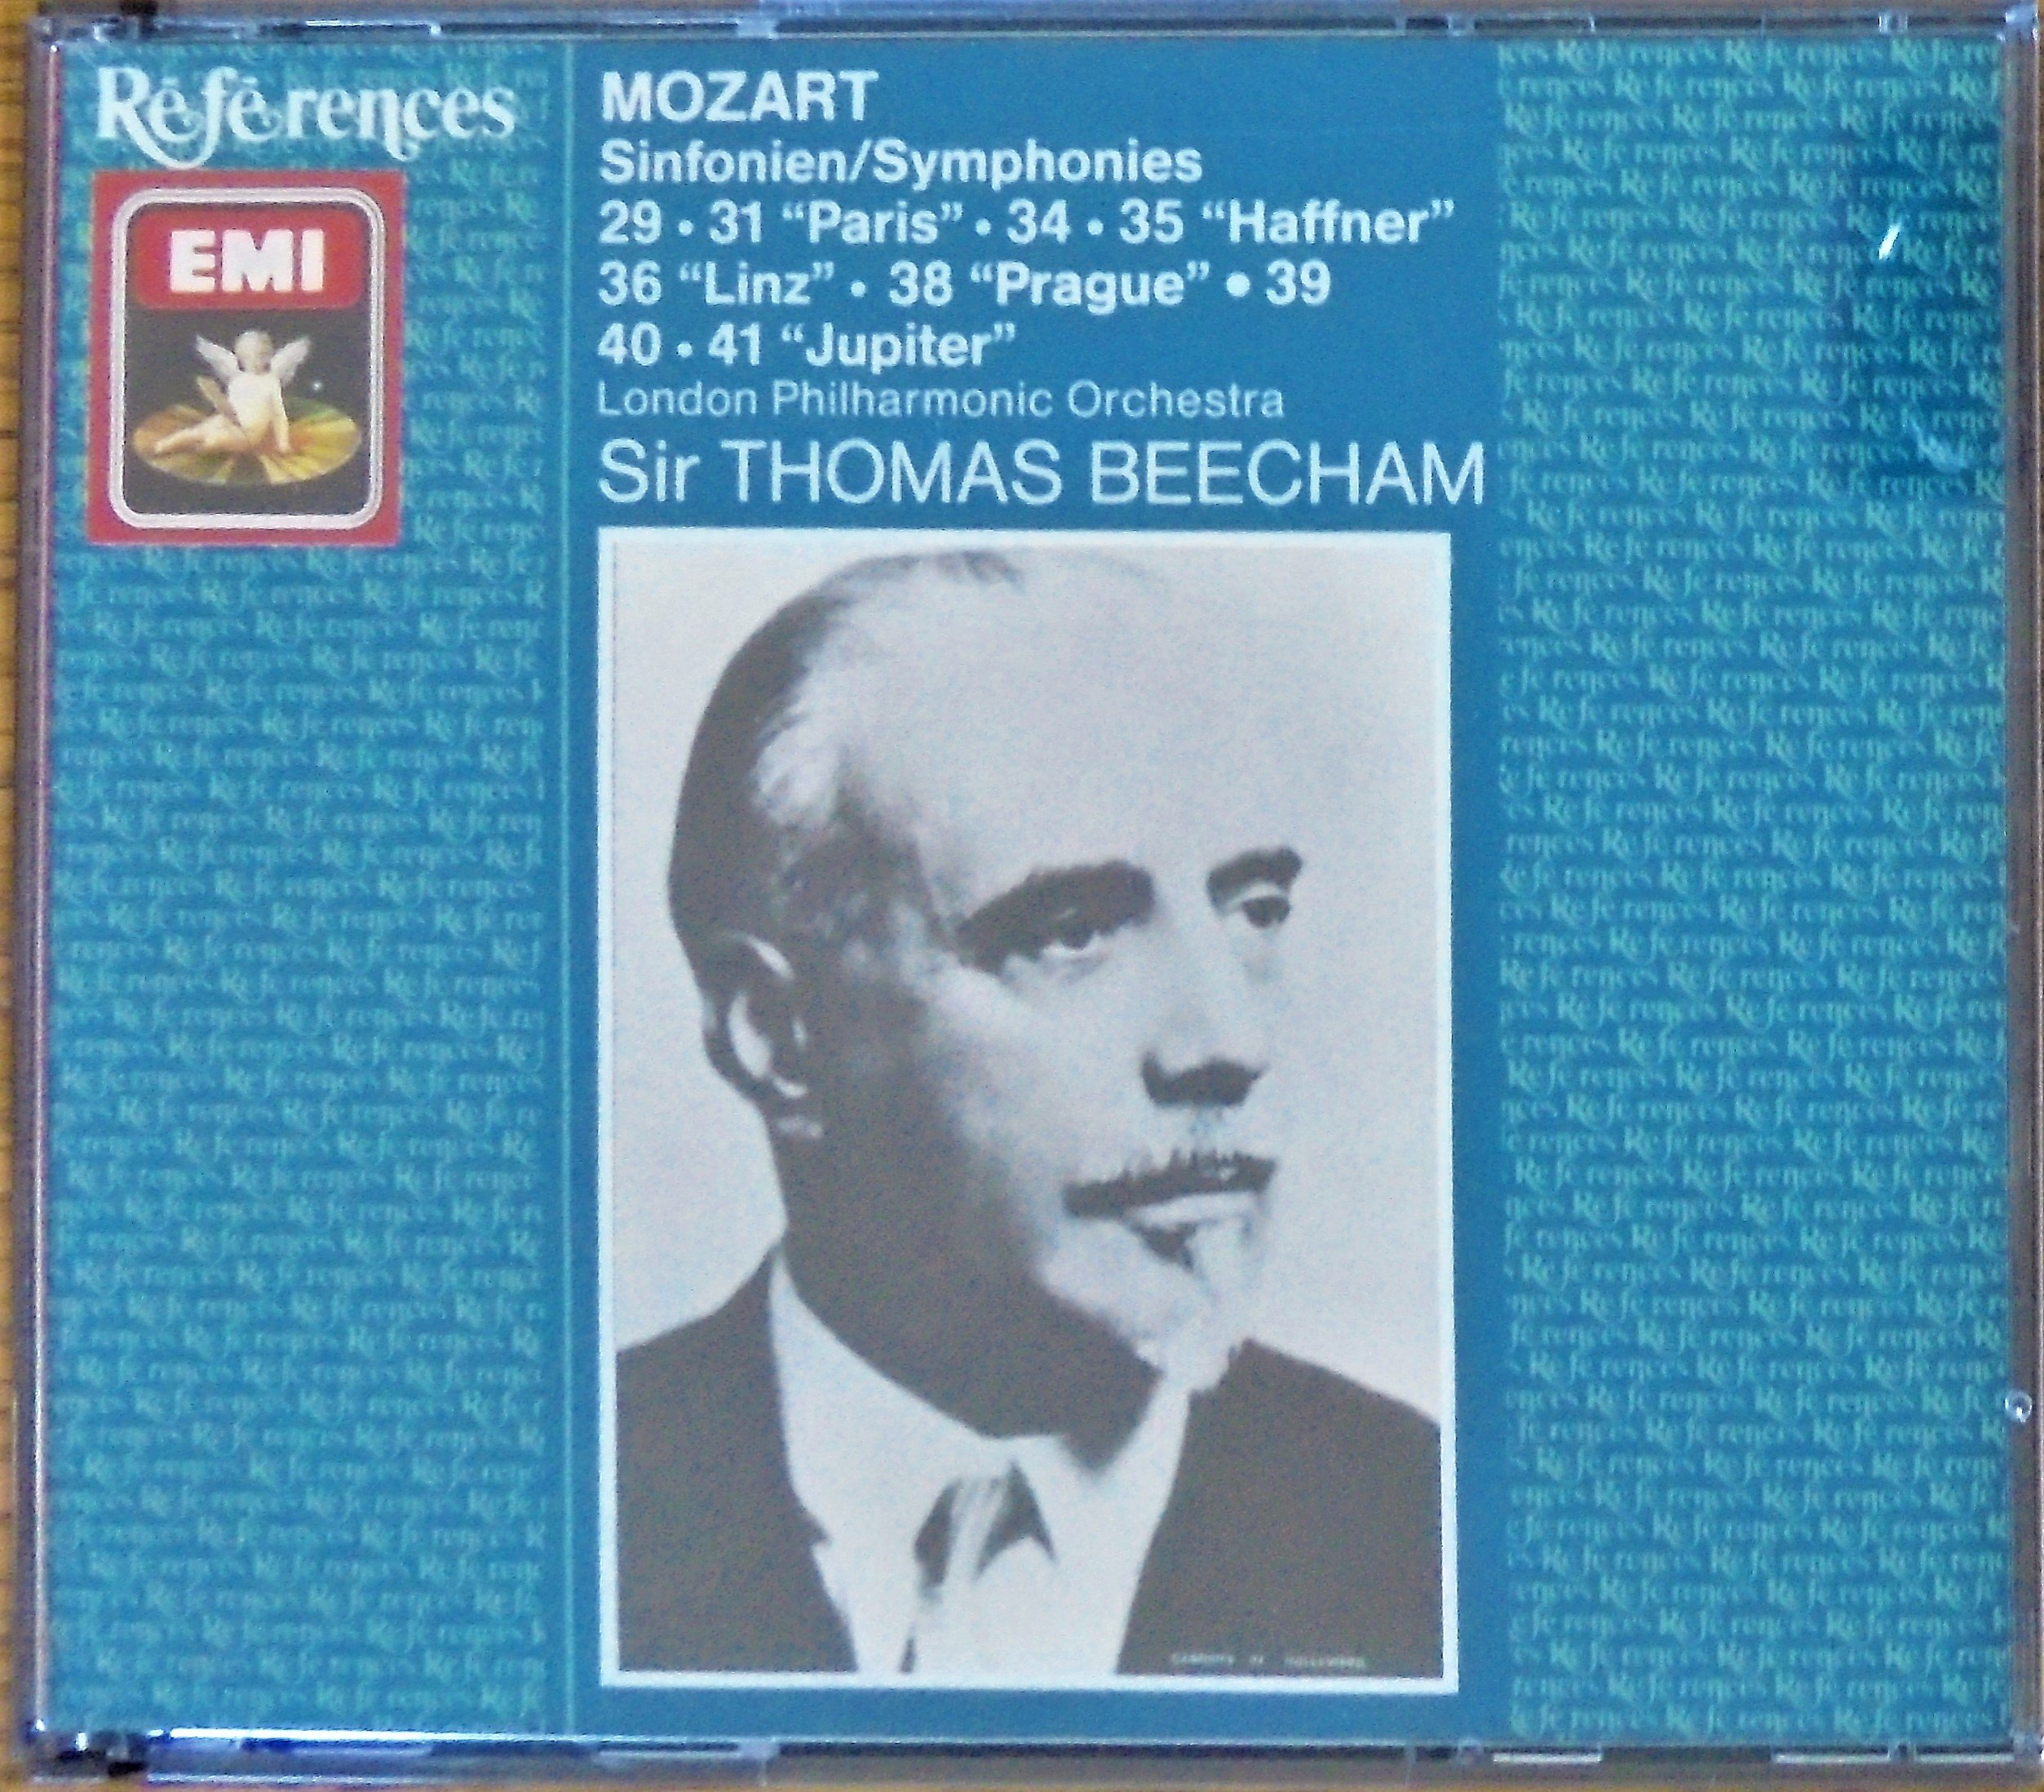 Références
EMI
MOZART
Sinfonien/Symphonies
29 • 31 “Paris” • 34 • 35 “Haffner”
36 “Linz” • 38 “Prague” • 39
40 • 41 “Jupiter”
London Philharmonic Orchestra
Sir THOMAS BEECHAM